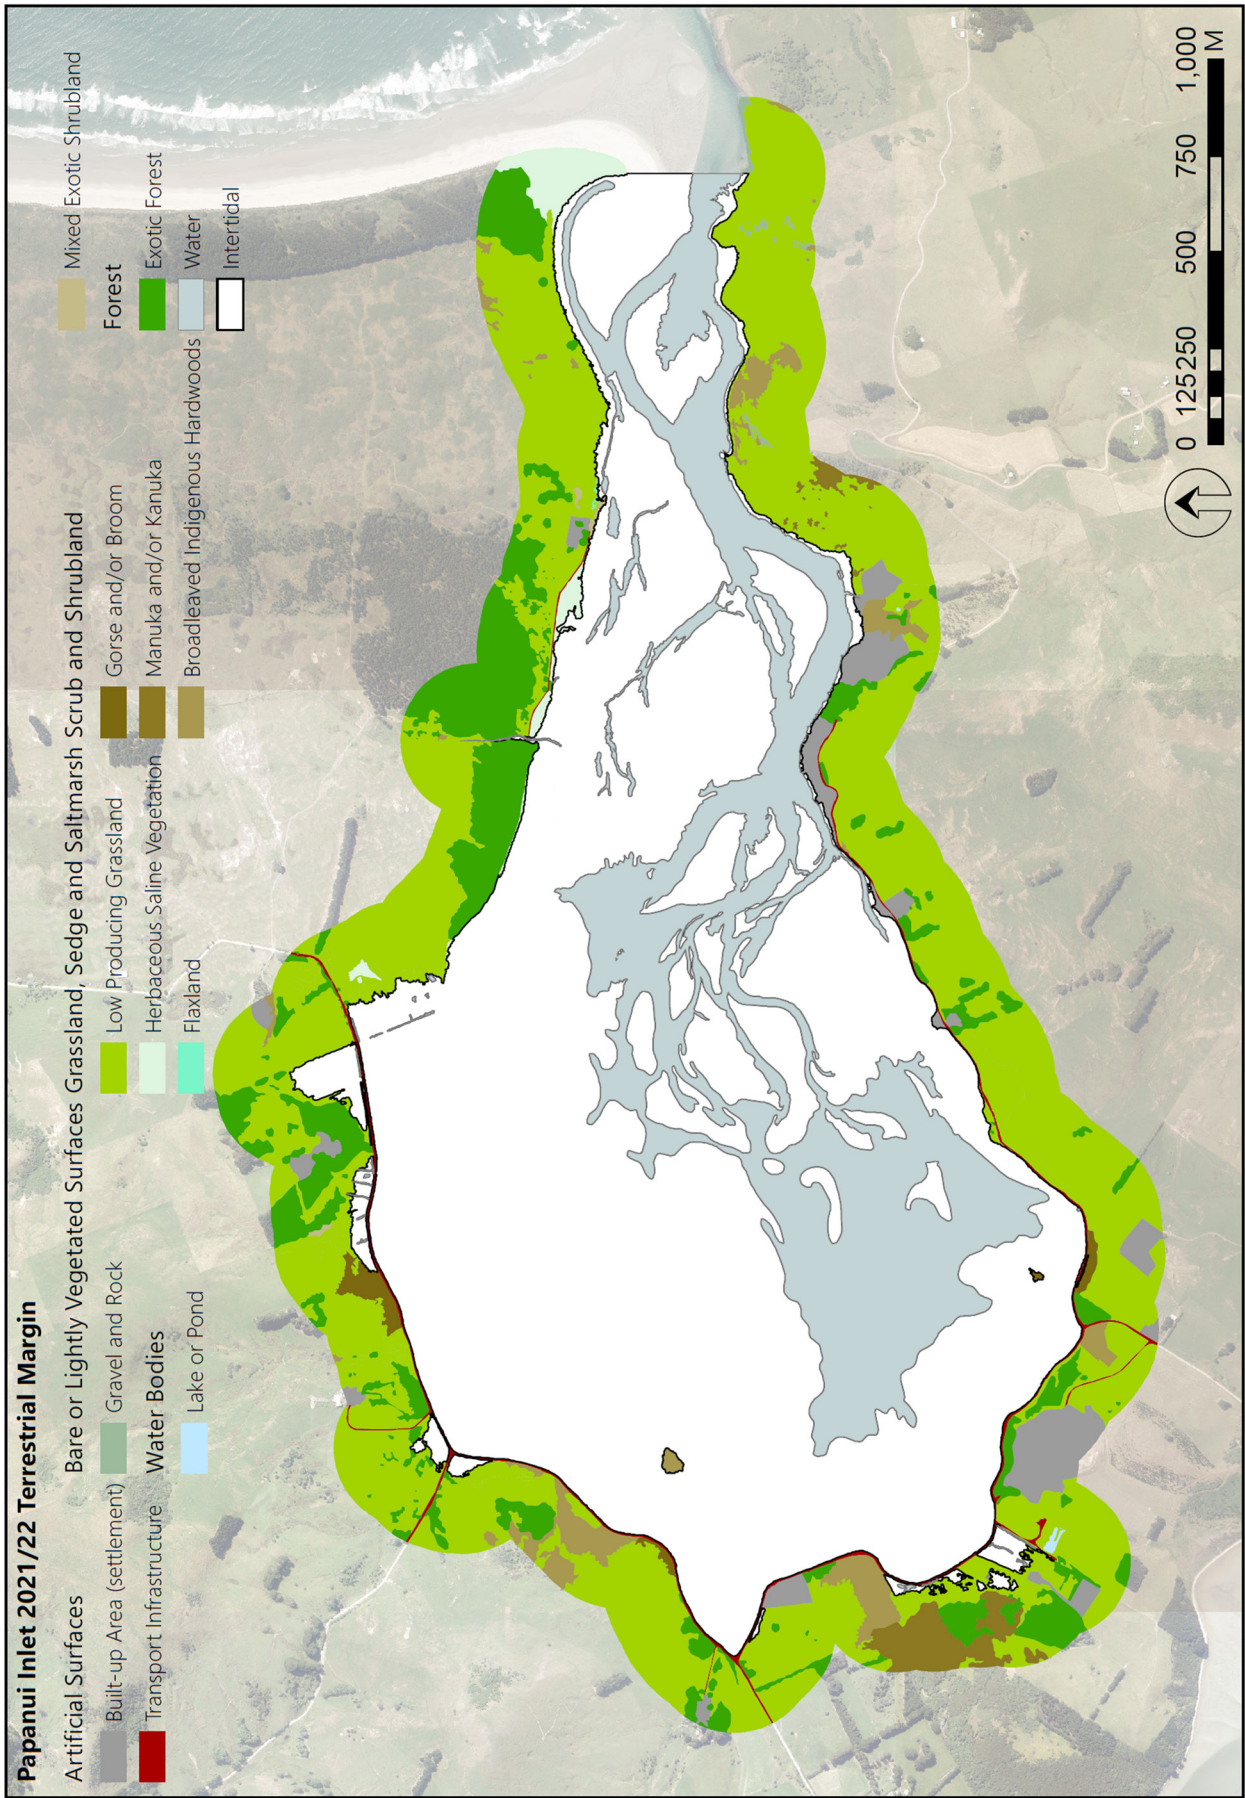 Papanui Inlet 2021/22 Terrestrial Margin
Artificial Surfaces
Built-up Area (settlement)
Transport Infrastructure
Bare or Lightly Vegetated Surfaces
Gravel and Rock
Water Bodies
Lake or Pond
Grassland, Sedge and Saltmarsh
Low Producing Grassland
Herbaceous Saline Vegetation
Flaxland
Scrub and Shrubland
Gorse and/or Broom
Manuka and/or Kanuka
Broadleaved Indigenous Hardwoods
Mixed Exotic Shrubland
Forest
Exotic Forest
Water
Intertidal
0 125 250 500 750 1,000
M